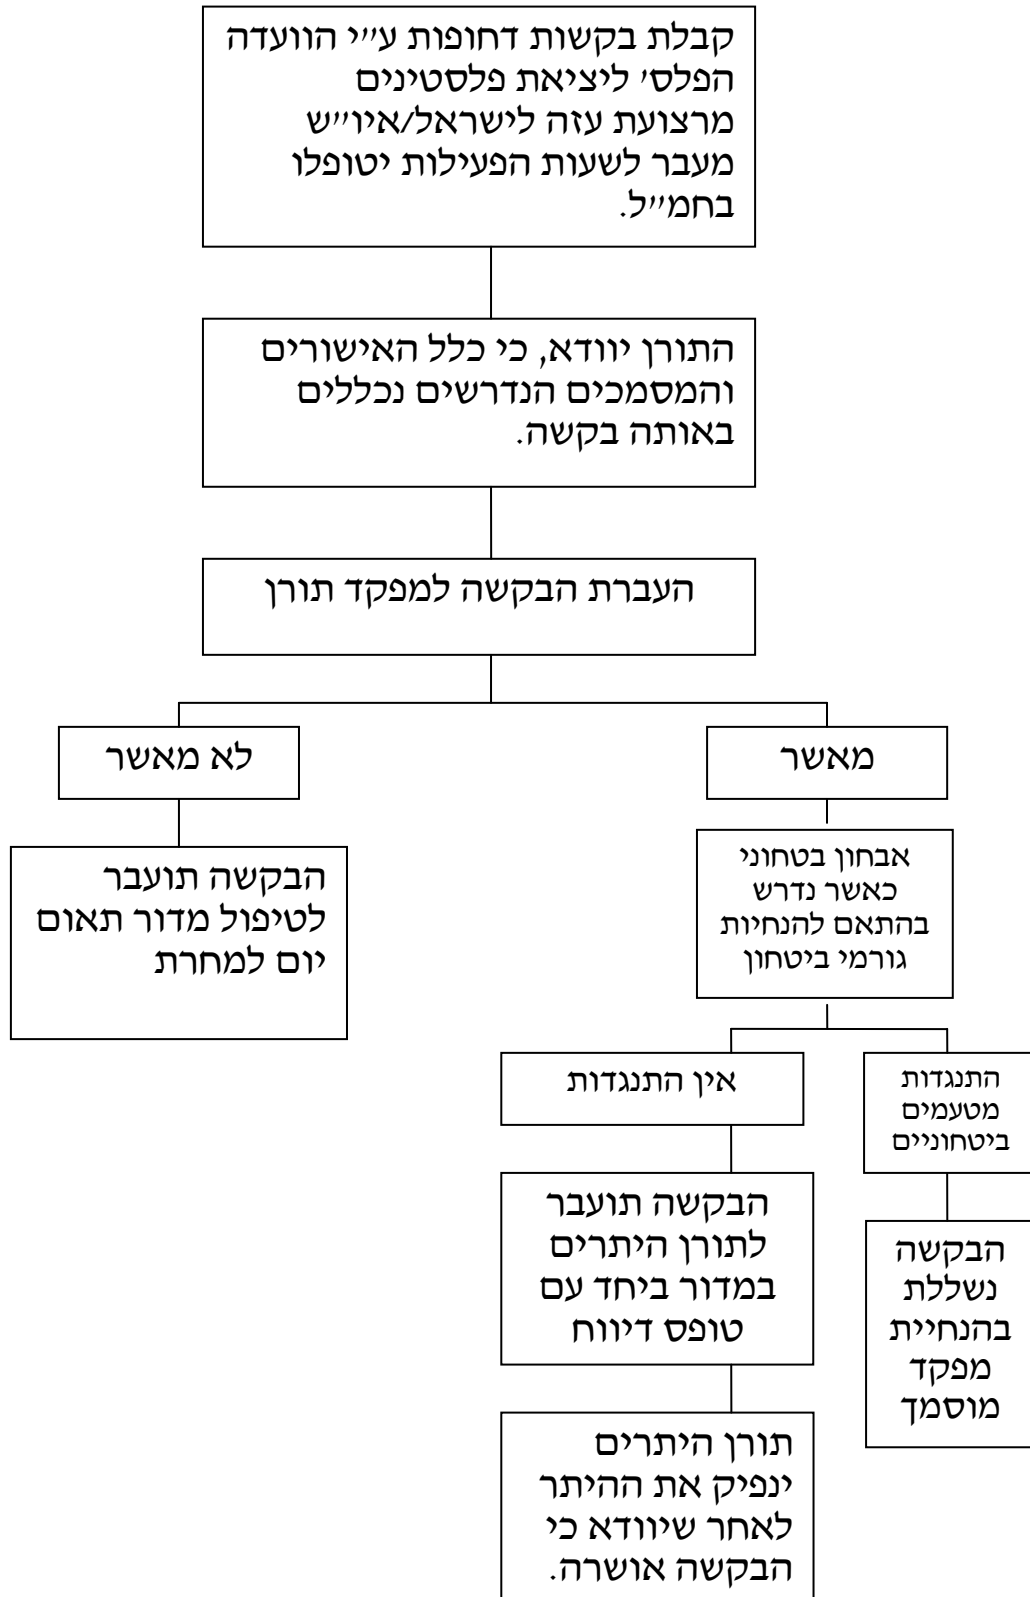 קבלת בקשות דחופות ע״י הוועדה
הפלס׳ ליציאת פלסטינים
מרצועת עזה לישראל/איו״ש
מעבר לשעות הפעילות יטופלו
בחמ״ל.
התורן יוודא, כי כלל האישורים
והמסמכים הנדרשים נכללים
באותה בקשה.
העברת הבקשה למפקד תורן
מאשר
לא מאשר
אבחון בטחוני
כאשר נדרש
בהתאם להנחיות
גורמי ביטחון
הבקשה תועבר
לטיפול מדור תאום
יום למחרת
התנגדות
מטעמים
ביטחוניים
אין התנגדות
הבקשה
נשללת
בהנחיית
מפקד
מוסמך
הבקשה תועבר
לתורן היתרים
במדור ביחד עם
טופס דיווח
תורן היתרים
ינפיק את ההיתר
לאחר שיוודא כי
הבקשה אושרה.